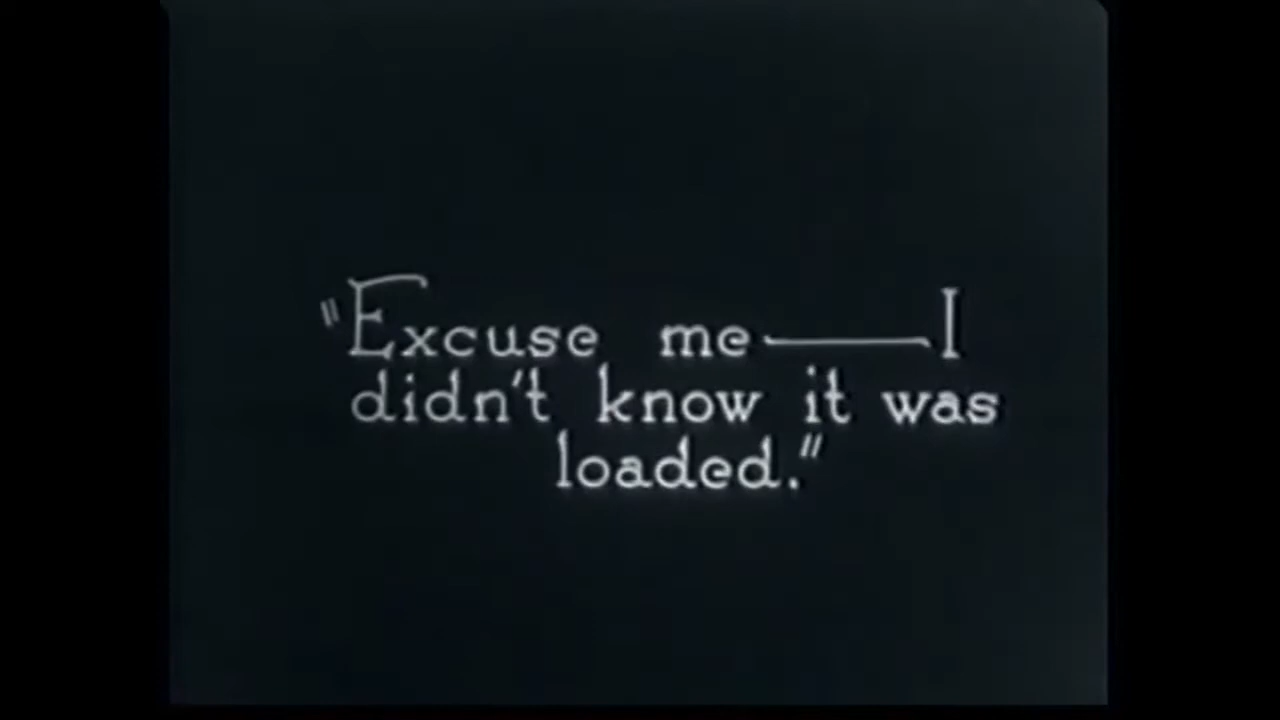 "Excuse me——I
didn't know it was
loaded."